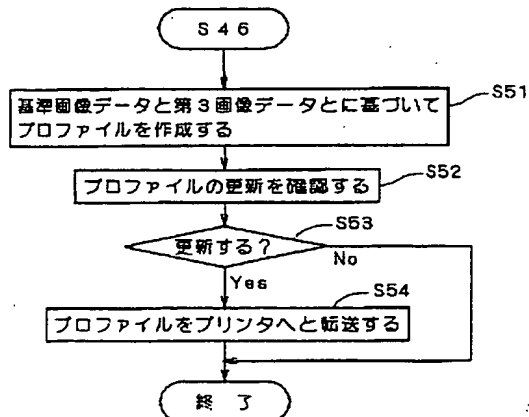 S46
基準画像データと第3画像データとに基づいて
プロファイルを作成する
S51
プロファイルの更新を確認する
S52
更新する?
S53
No
Yes
S54
プロファイルをプリンタへと転送する
終了